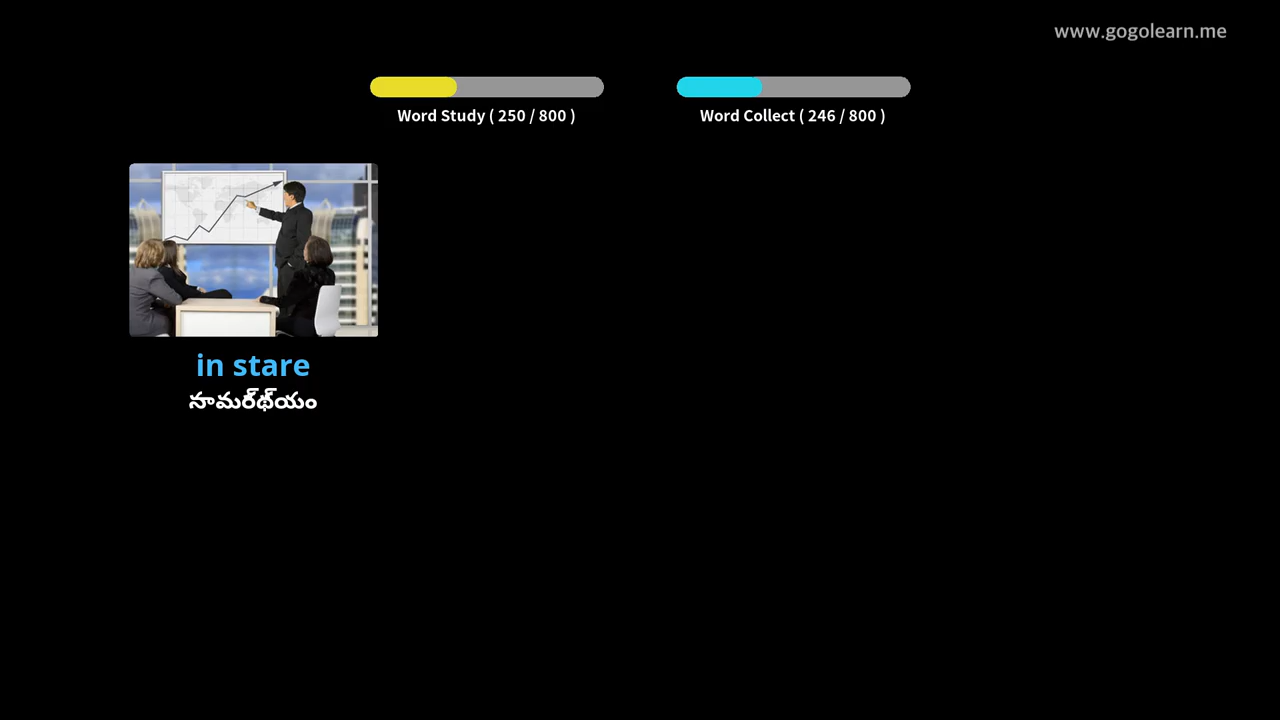 www.gogolearn.me
Word Study ( 250 / 800 )
Word Collect ( 246 / 800 )
in stare
సామర్థ్యం